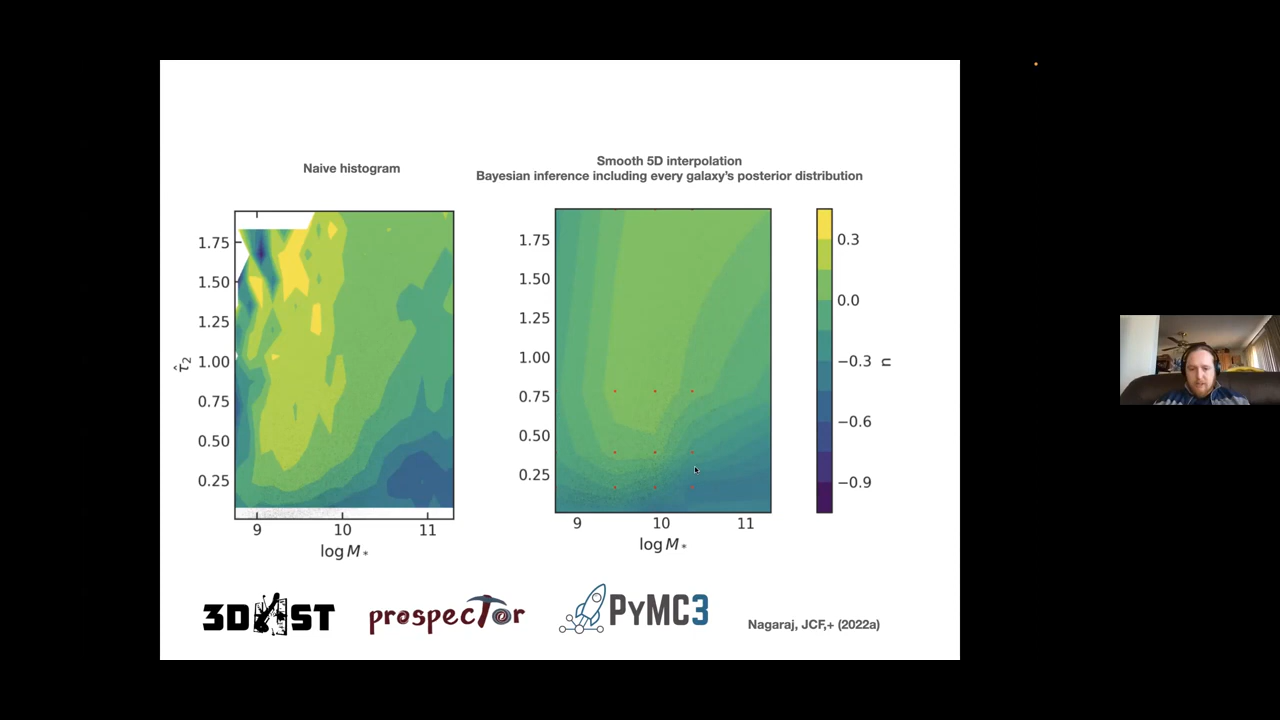 Naive histogram
Smooth 5D interpolation
Bayesian inference including every galaxy's posterior distribution
1.75
1.50
1.25
1.00
0.75
0.50
0.25
τ̂₂
9
10
11
log M*
1.75
1.50
1.25
1.00
0.75
0.50
0.25
9
10
11
log M*
0.3
0.0
−0.3
−0.6
−0.9
n
3DHST
prospecTor
PyMC3
Nagaraj, JCF,+ (2022a)